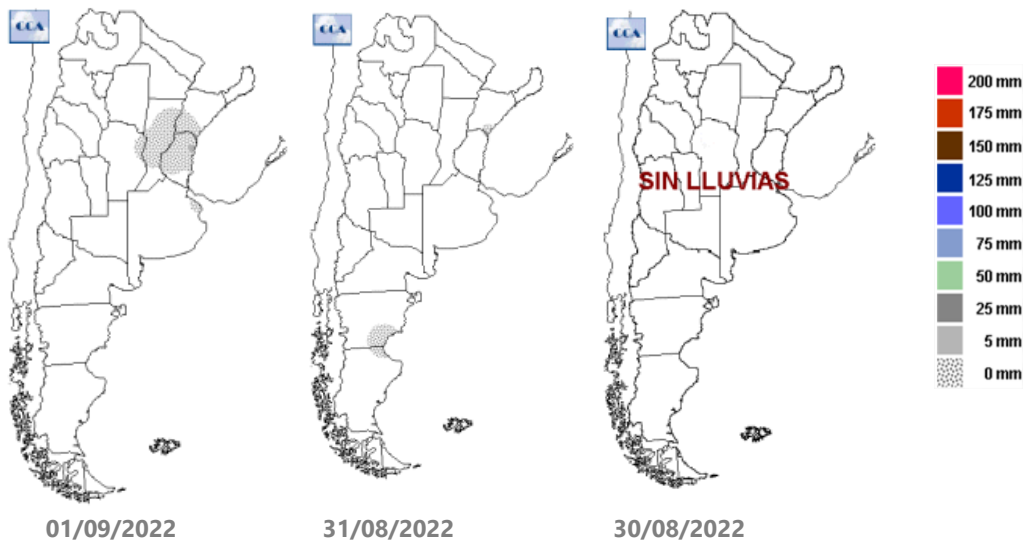 CCA
CCA
CCA
SIN LLUVIAS
200 mm
175 mm
150 mm
125 mm
100 mm
75 mm
50 mm
25 mm
5 mm
0 mm
01/09/2022
31/08/2022
30/08/2022